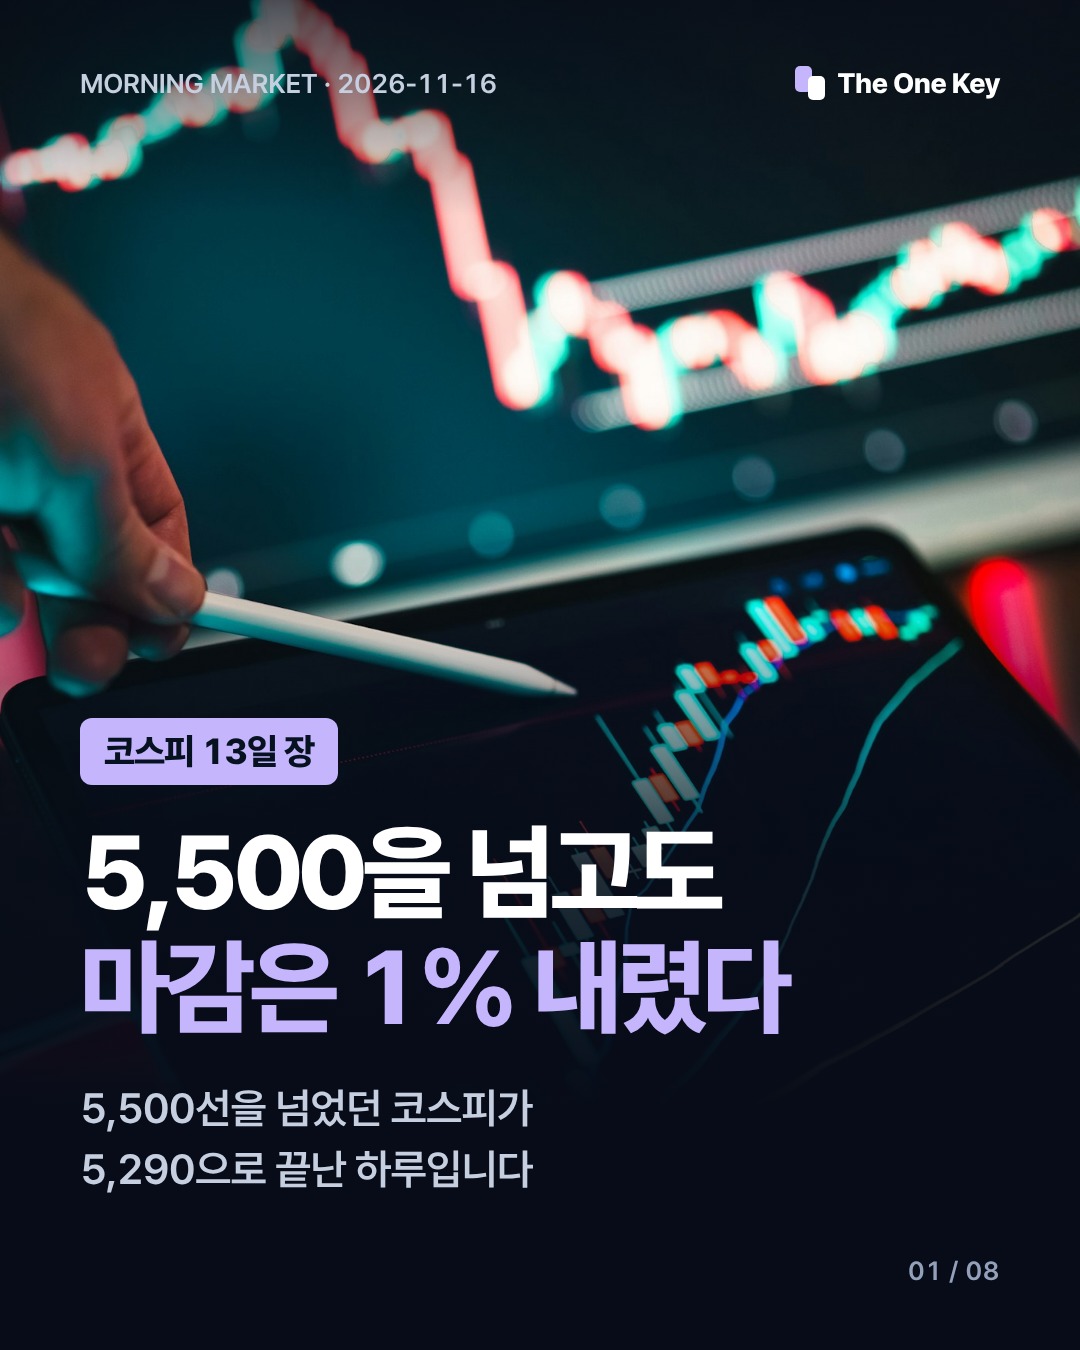 MORNING MARKET · 2026-11-16
The One Key
코스피 13일 장
5,500을 넘고도
마감은 1% 내렸다
5,500선을 넘었던 코스피가
5,290으로 끝난 하루입니다
01 / 08